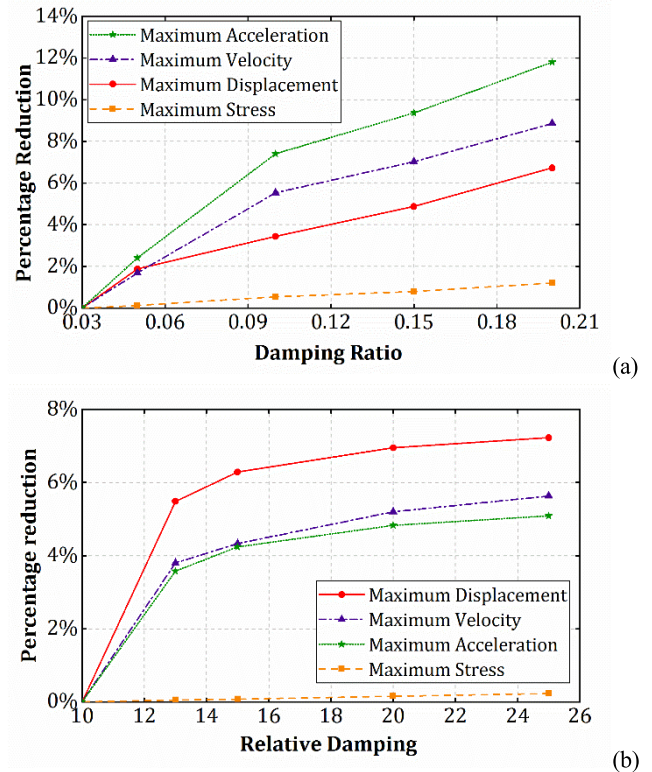 14%
12%
10%
8%
6%
4%
2%
0%
Percentage Reduction
Maximum Acceleration
Maximum Velocity
Maximum Displacement
Maximum Stress
0.03 0.06 0.09 0.12 0.15 0.18 0.21
Damping Ratio
(a)
8%
6%
4%
2%
0%
Percentage reduction
Maximum Displacement
Maximum Velocity
Maximum Acceleration
Maximum Stress
10 12 14 16 18 20 22 24 26
Relative Damping
(b)